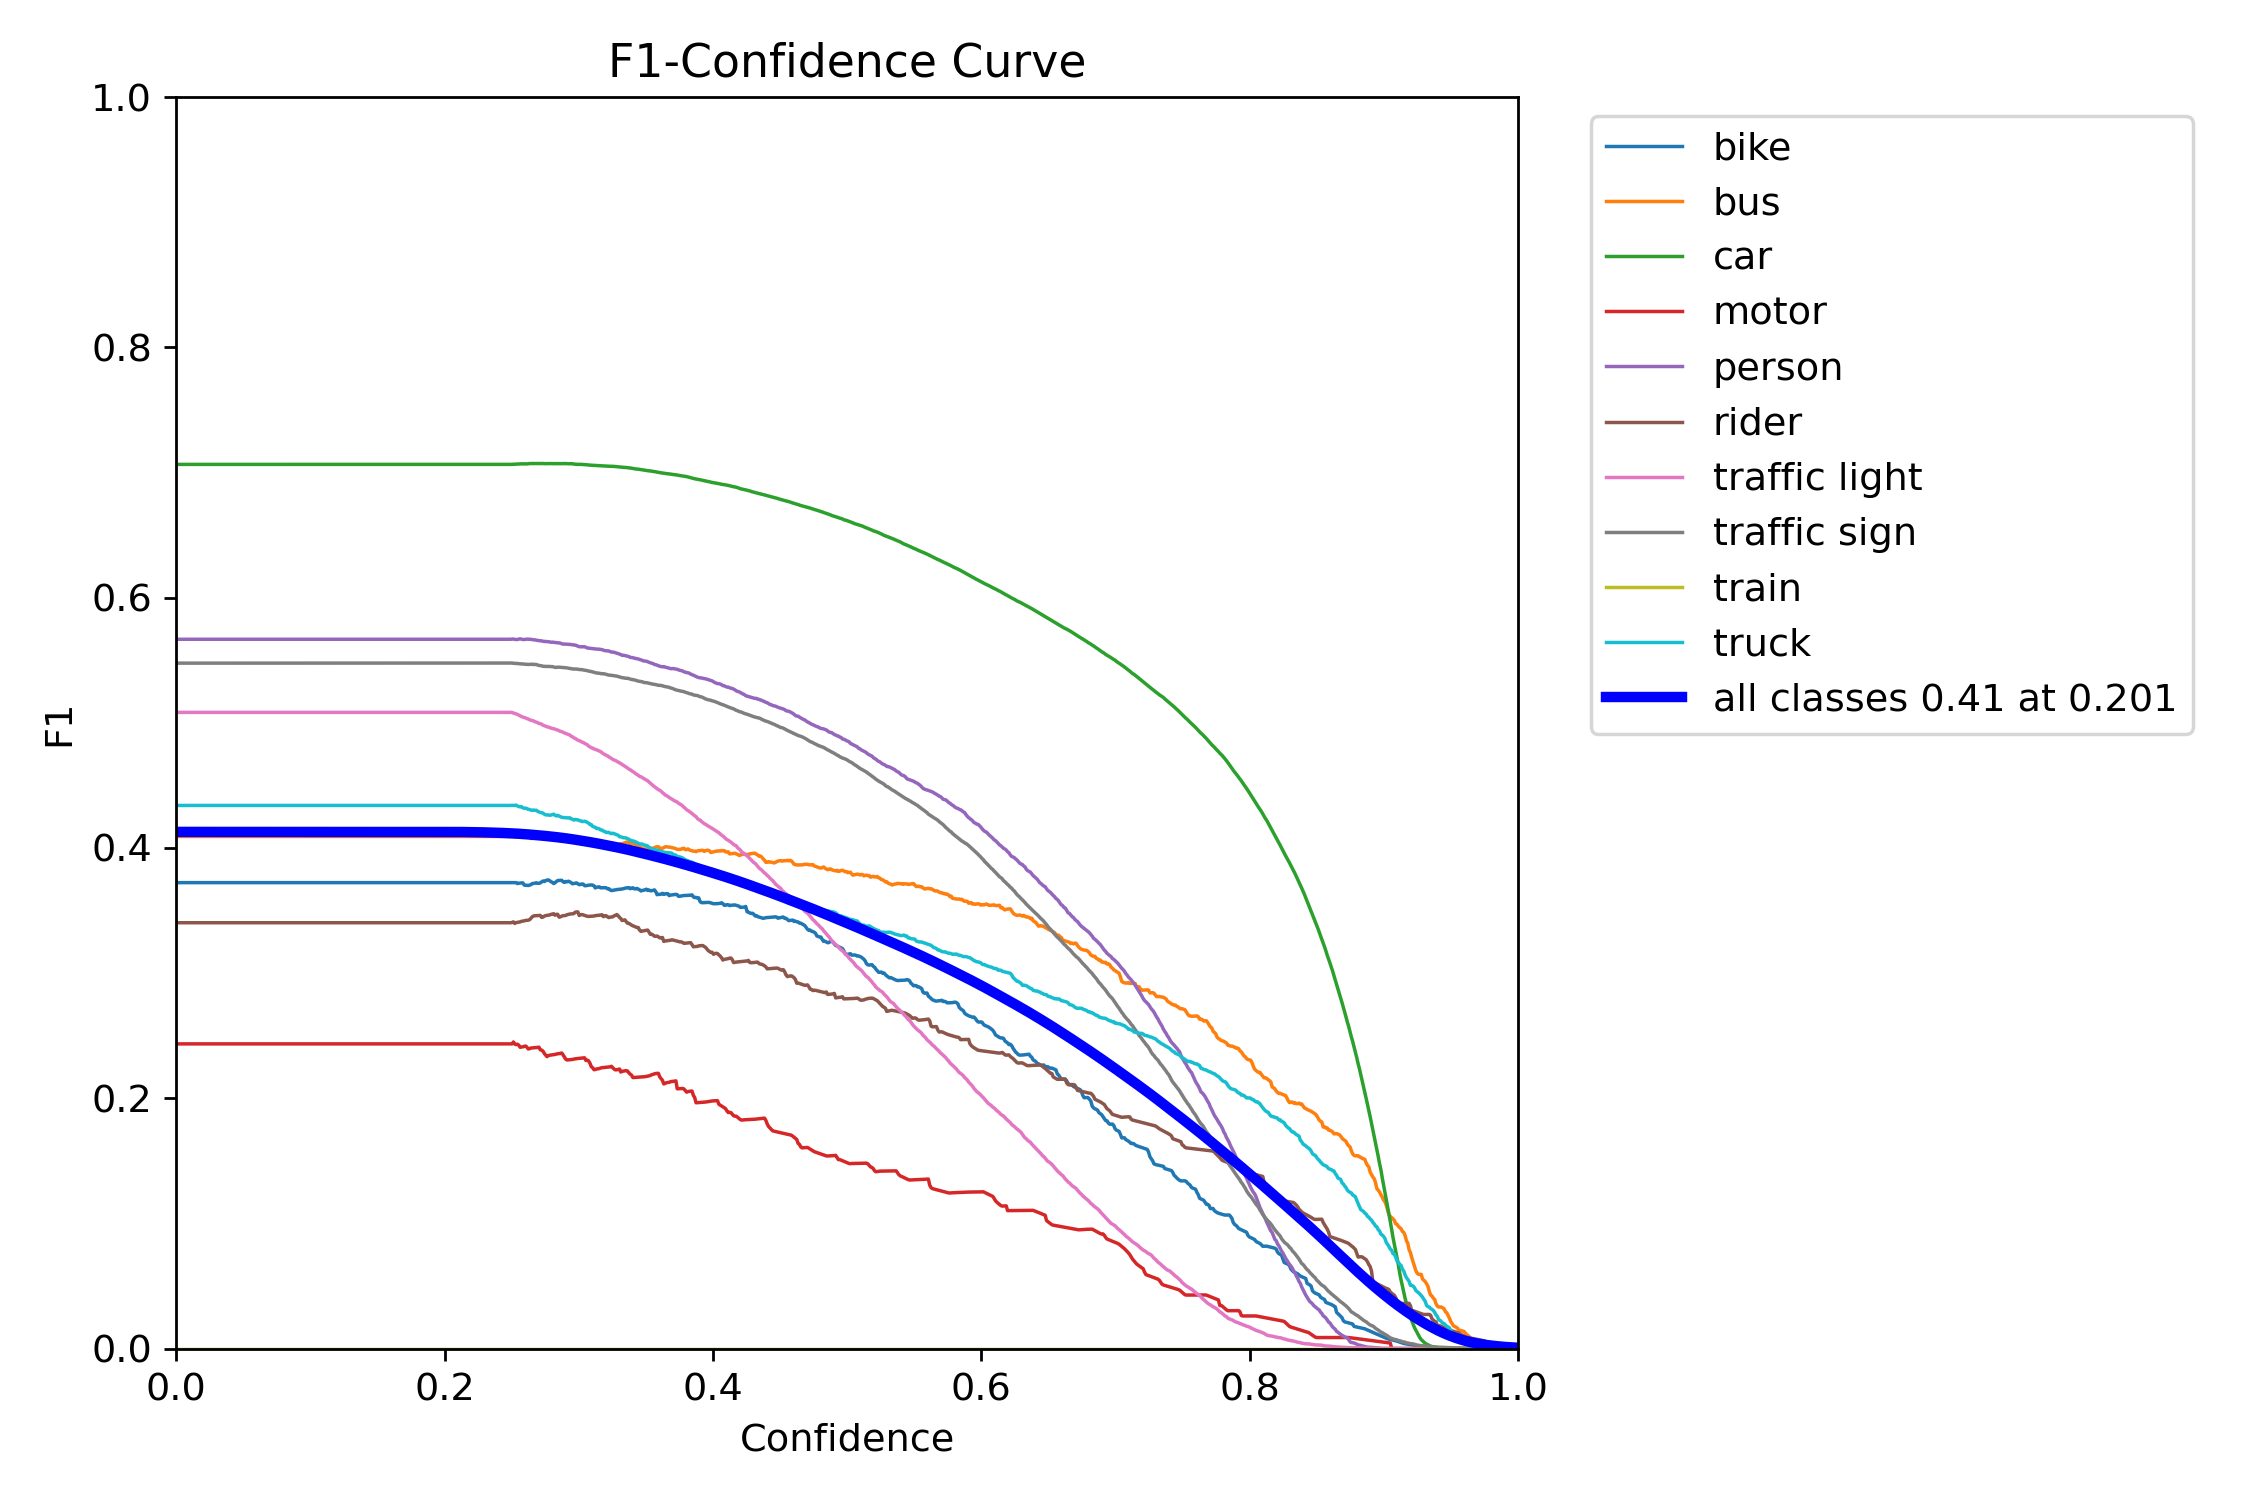 F1-Confidence Curve
1.0
0.8
0.6
0.4
0.2
0.0
F1
0.0 0.2 0.4 0.6 0.8 1.0
Confidence
bike
bus
car
motor
person
rider
traffic light
traffic sign
train
truck
all classes 0.41 at 0.201